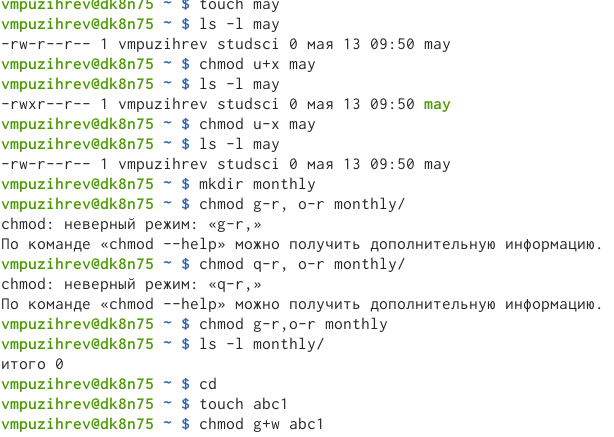 vmpuzihrev@dk8n75 ~ $ touch may
vmpuzihrev@dk8n75 ~ $ ls -l may
-rw-r--r-- 1 vmpuzihrev studsci 0 мая 13 09:50 may
vmpuzihrev@dk8n75 ~ $ chmod u+x may
vmpuzihrev@dk8n75 ~ $ ls -l may
-rwxr--r-- 1 vmpuzihrev studsci 0 мая 13 09:50 may
vmpuzihrev@dk8n75 ~ $ chmod u-x may
vmpuzihrev@dk8n75 ~ $ ls -l may
-rw-r--r-- 1 vmpuzihrev studsci 0 мая 13 09:50 may
vmpuzihrev@dk8n75 ~ $ mkdir monthly
vmpuzihrev@dk8n75 ~ $ chmod g-r, o-r monthly/
chmod: неверный режим: «g-r,»
По команде «chmod --help» можно получить дополнительную информацию.
vmpuzihrev@dk8n75 ~ $ chmod q-r, o-r monthly/
chmod: неверный режим: «q-r,»
По команде «chmod --help» можно получить дополнительную информацию.
vmpuzihrev@dk8n75 ~ $ chmod g-r,o-r monthly
vmpuzihrev@dk8n75 ~ $ ls -l monthly/
итого 0
vmpuzihrev@dk8n75 ~ $ cd
vmpuzihrev@dk8n75 ~ $ touch abc1
vmpuzihrev@dk8n75 ~ $ chmod g+w abc1